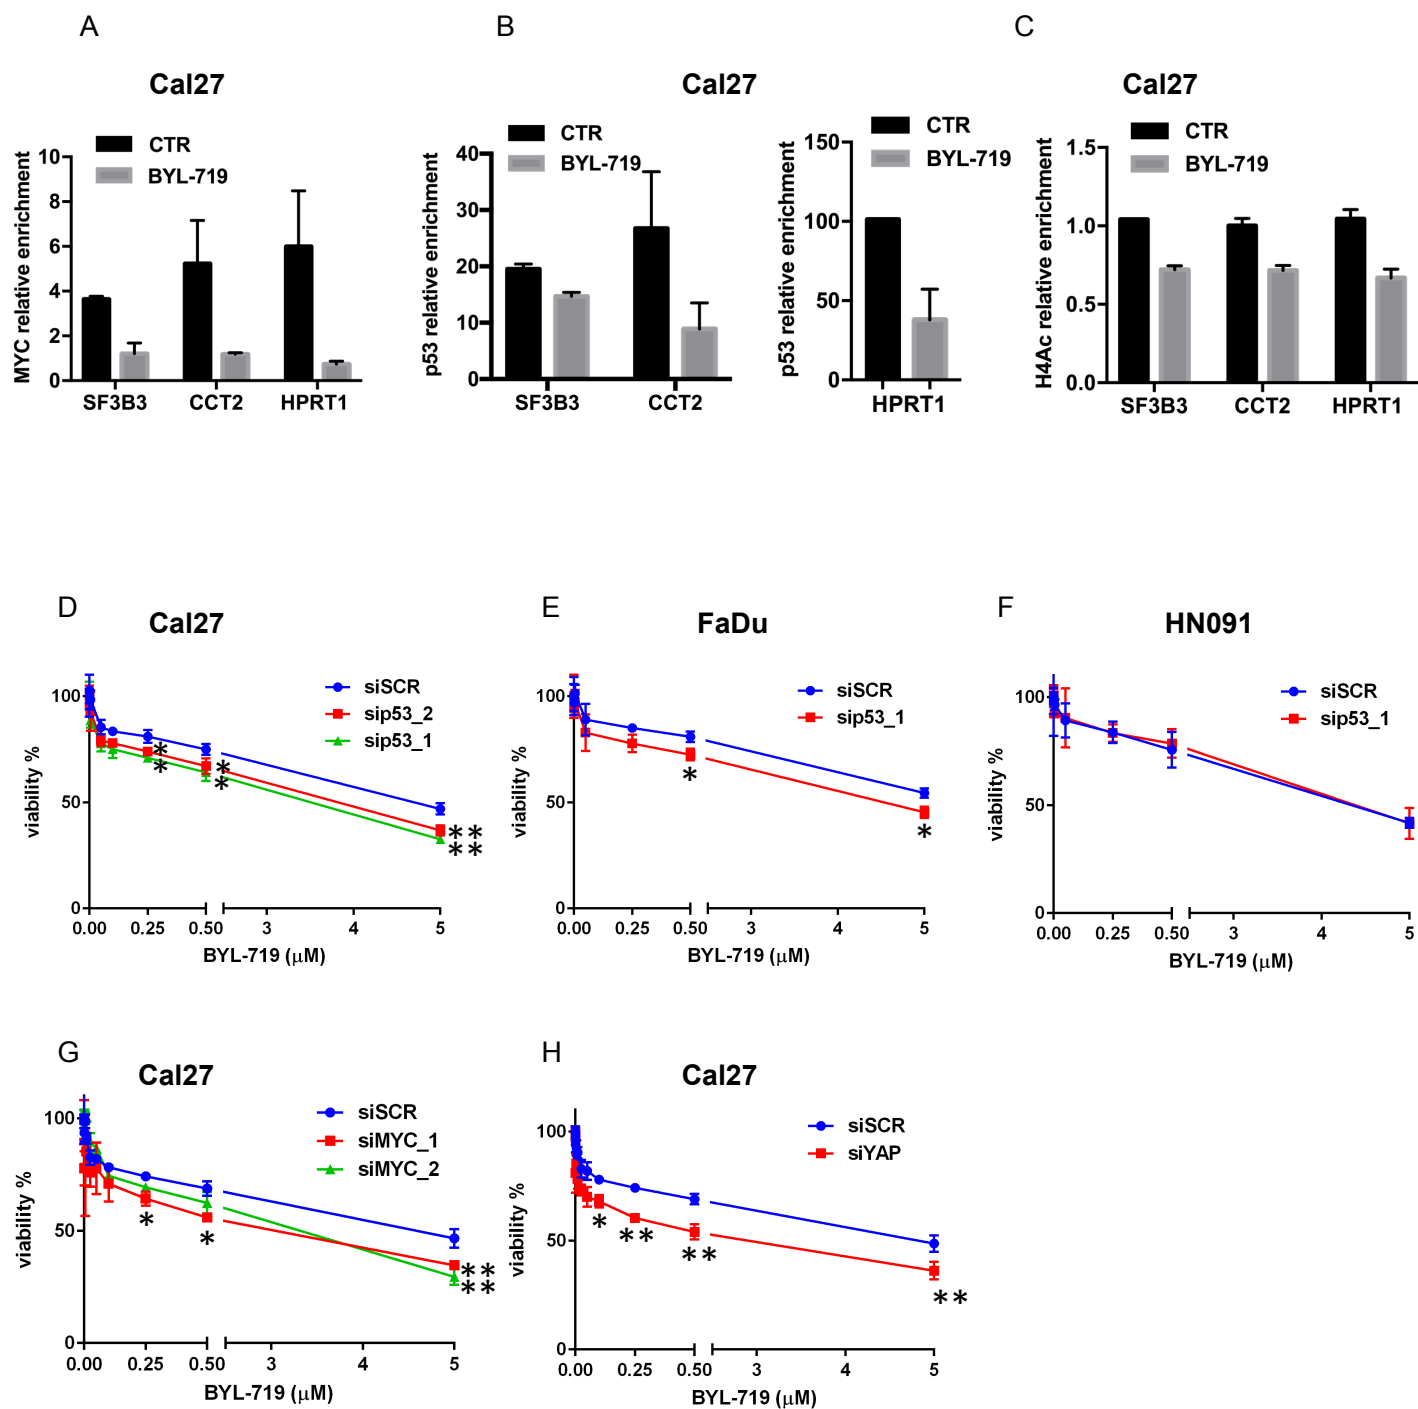 A
Cal27
CTR
BYL-719
MYC relative enrichment
10
8
6
4
2
0
SF3B3 CCT2 HPRT1
B
Cal27
CTR
BYL-719
p53 relative enrichment
40
30
20
10
0
SF3B3 CCT2
CTR
BYL-719
p53 relative enrichment
150
100
50
0
HPRT1
C
Cal27
CTR
BYL-719
H4Ac relative enrichment
1.5
1.0
0.5
0.0
SF3B3 CCT2 HPRT1
D
Cal27
siSCR
sip53_2
sip53_1
viability %
100
50
0
*
*
*
*
**
**
0.00 0.25 0.50 3 4 5
BYL-719 (μM)
E
FaDu
siSCR
sip53_1
viability %
100
50
0
*
*
0.00 0.25 0.50 3 4 5
BYL-719 (μM)
F
HN091
siSCR
sip53_1
viability %
100
50
0
0.00 0.25 0.50 3 4 5
BYL-719 (μM)
G
Cal27
siSCR
siMYC_1
siMYC_2
viability %
100
50
0
*
*
**
**
0.00 0.25 0.50 3 4 5
BYL-719 (μM)
H
Cal27
siSCR
siYAP
viability %
100
50
0
*
**
**
**
0.00 0.25 0.50 3 4 5
BYL-719 (μM)